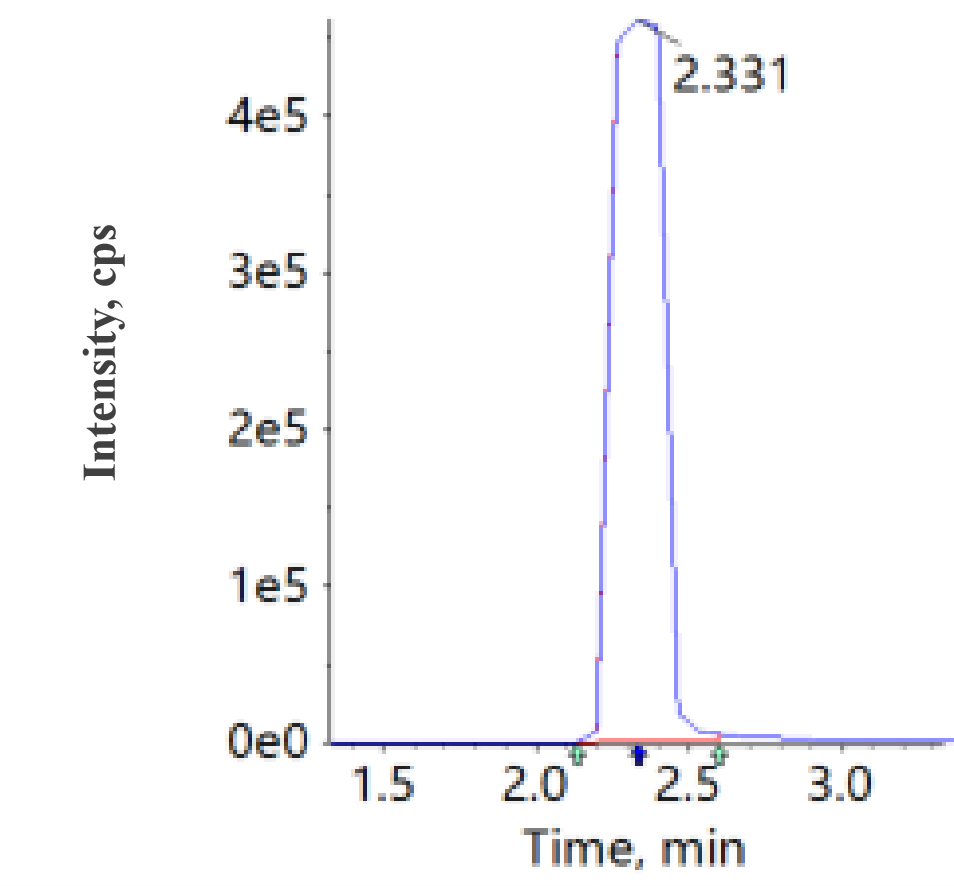 2.331
4e5
Intensity, cps
3e5
2e5
1e5
0e0
1.5 2.0 2.5 3.0
Time, min